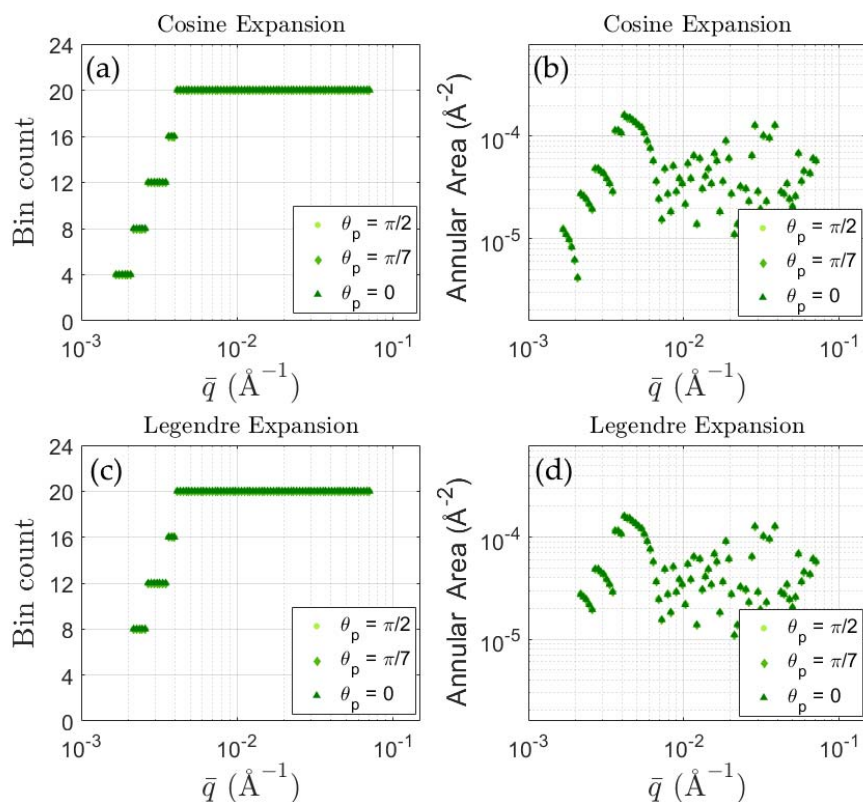 Cosine Expansion
(a)
24
20
16
12
8
4
0
Bin count
θp = π/2
θp = π/7
θp = 0
10⁻³
10⁻²
10⁻¹
q̄ (Å⁻¹)
Cosine Expansion
(b)
10⁻⁴
10⁻⁵
Annular Area (Å⁻²)
θp = π/2
θp = π/7
θp = 0
10⁻³
10⁻²
10⁻¹
q̄ (Å⁻¹)
Legendre Expansion
(c)
24
20
16
12
8
4
0
Bin count
θp = π/2
θp = π/7
θp = 0
10⁻³
10⁻²
10⁻¹
q̄ (Å⁻¹)
Legendre Expansion
(d)
10⁻⁴
10⁻⁵
Annular Area (Å⁻²)
θp = π/2
θp = π/7
θp = 0
10⁻³
10⁻²
10⁻¹
q̄ (Å⁻¹)